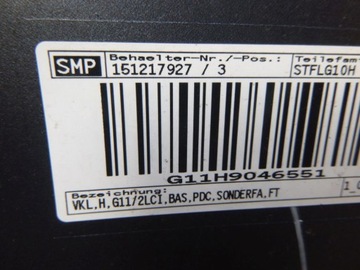 SMP
Behaelter-Nr./-Pos.: Teilefam
151217927 / 3 STFLG10H
G11H9046551
Bezeichnung:
VKL,H,G11/2LCI,BAS,PDC,SONDERFA,FT